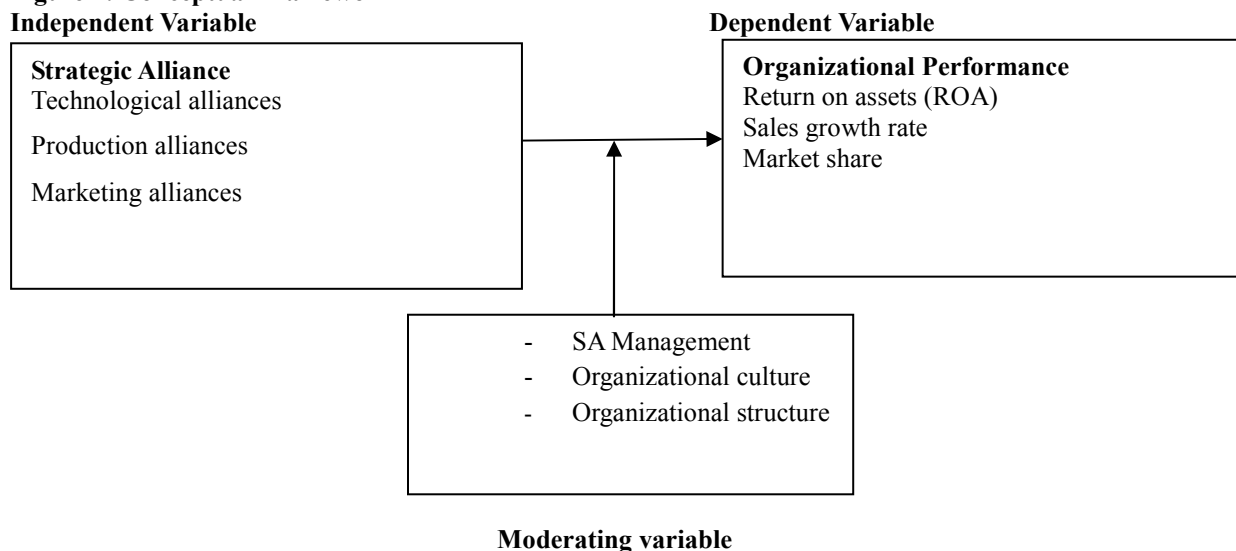 Independent Variable
Dependent Variable
Strategic Alliance
Technological alliances
Production alliances
Marketing alliances
Organizational Performance
Return on assets (ROA)
Sales growth rate
Market share
- SA Management
- Organizational culture
- Organizational structure
Moderating variable